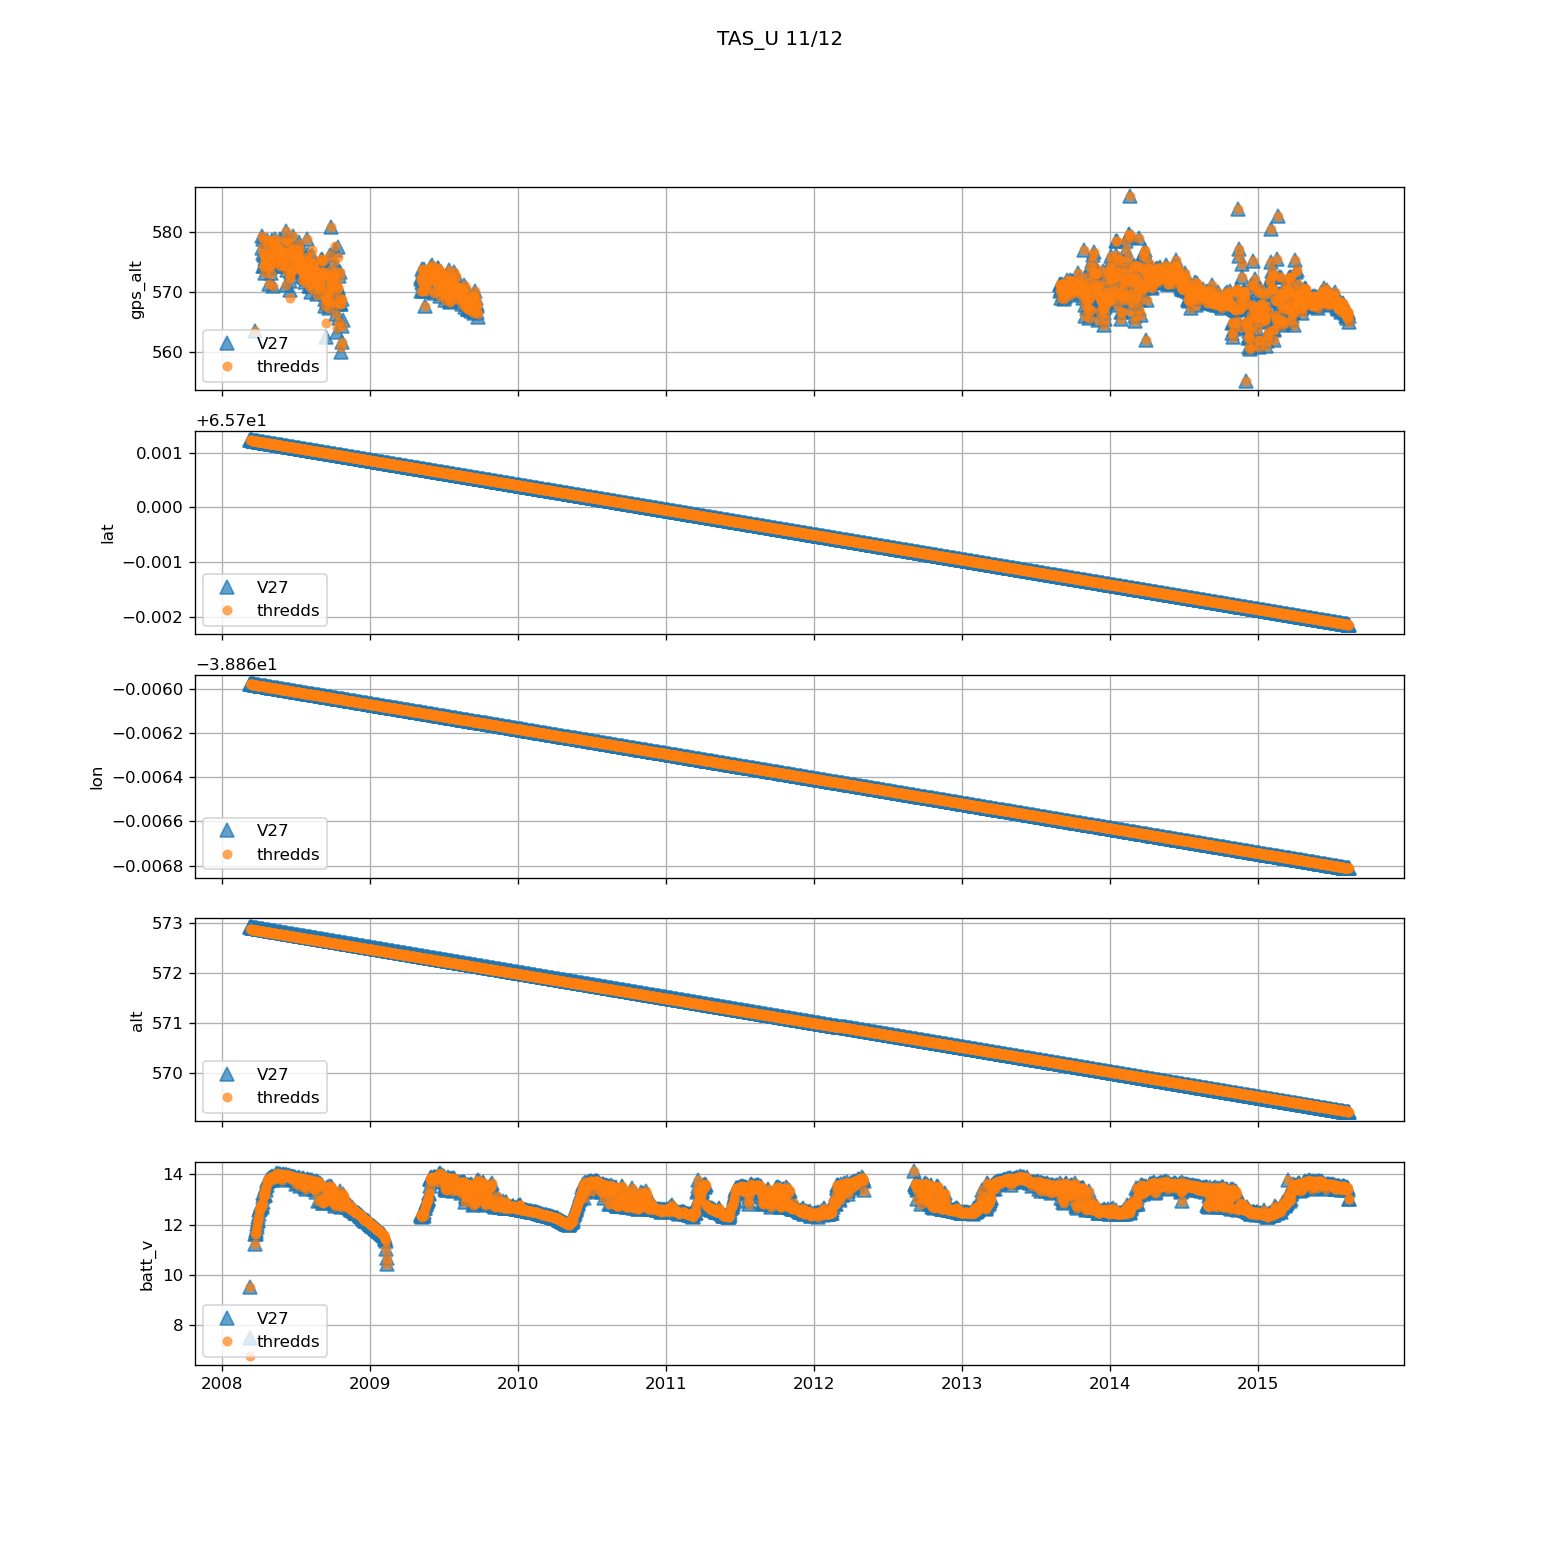 TAS_U 11/12
gps_alt
580
570
560
V27
thredds
+6.57e1
lat
0.001
0.000
−0.001
−0.002
V27
thredds
−3.886e1
lon
−0.0060
−0.0062
−0.0064
−0.0066
−0.0068
V27
thredds
alt
573
572
571
570
V27
thredds
batt_v
14
12
10
8
V27
thredds
2008 2009 2010 2011 2012 2013 2014 2015